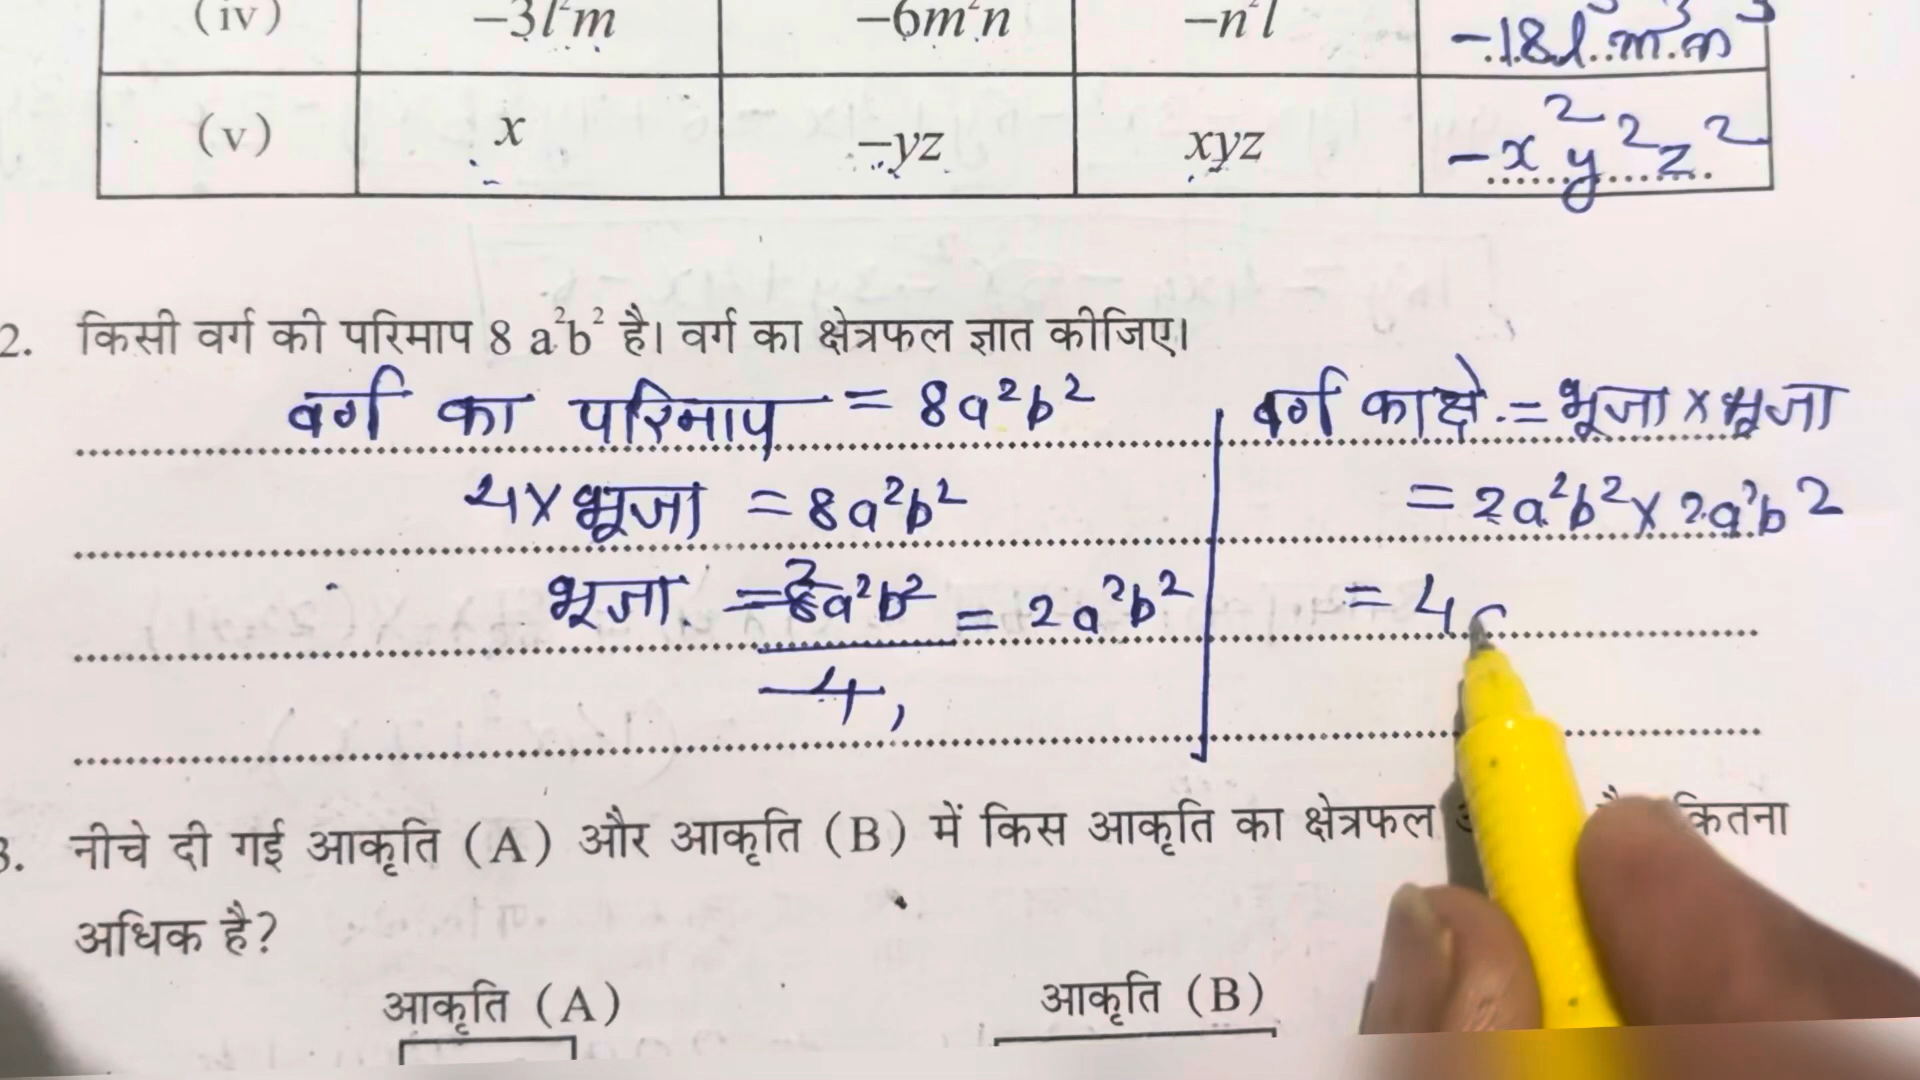 (iv) −3l²m −6m²n −n²l −18l³m³n³
(v) x −yz xyz −x²y²z²
2. किसी वर्ग की परिमाप 8 a²b² है। वर्ग का क्षेत्रफल ज्ञात कीजिए।
वर्ग का परिमाप = 8a²b²
4×भूजा = 8a²b²
भूजा. = 8a²b² = 2a²b²
2
4,
वर्ग का क्षे. = भूजा × भूजा
= 2a²b² × 2a²b²
= 4
3. नीचे दी गई आकृति (A) और आकृति (B) में किस आकृति का क्षेत्रफल कितना
अधिक है?
आकृति (A) आकृति (B)